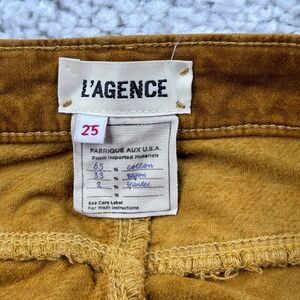 L'AGENCE
25
FABRIQUÉ AUX U.S.A.
From Imported Materials
65 % cotton
33 % rayon
2 % spandex
%
See Care Label
For Wash Instructions